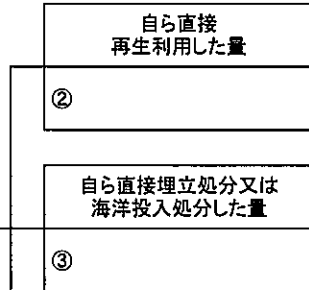 自ら直接
再生利用した量
②
自ら直接埋立処分又は
海洋投入処分した量
③